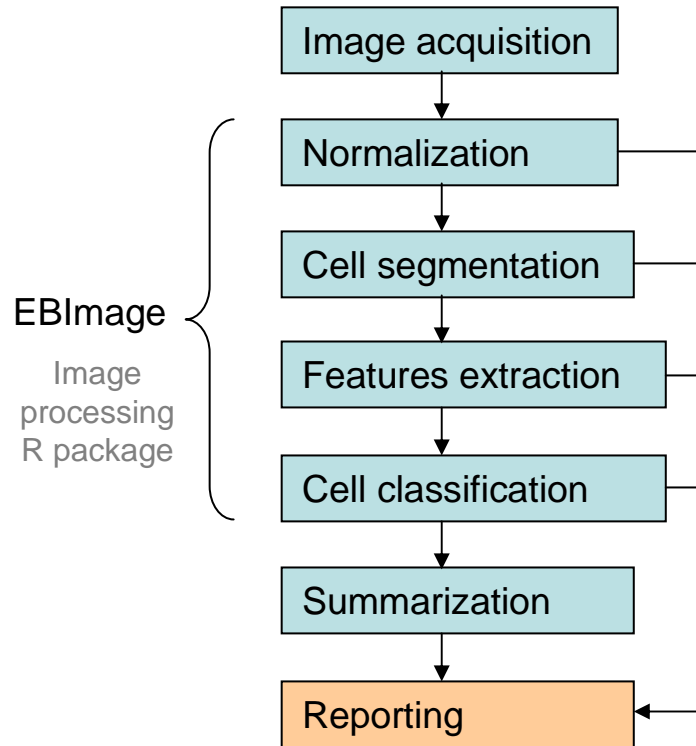 Image acquisition
Normalization
Cell segmentation
EBImage
Image
processing
R package
Features extraction
Cell classification
Summarization
Reporting